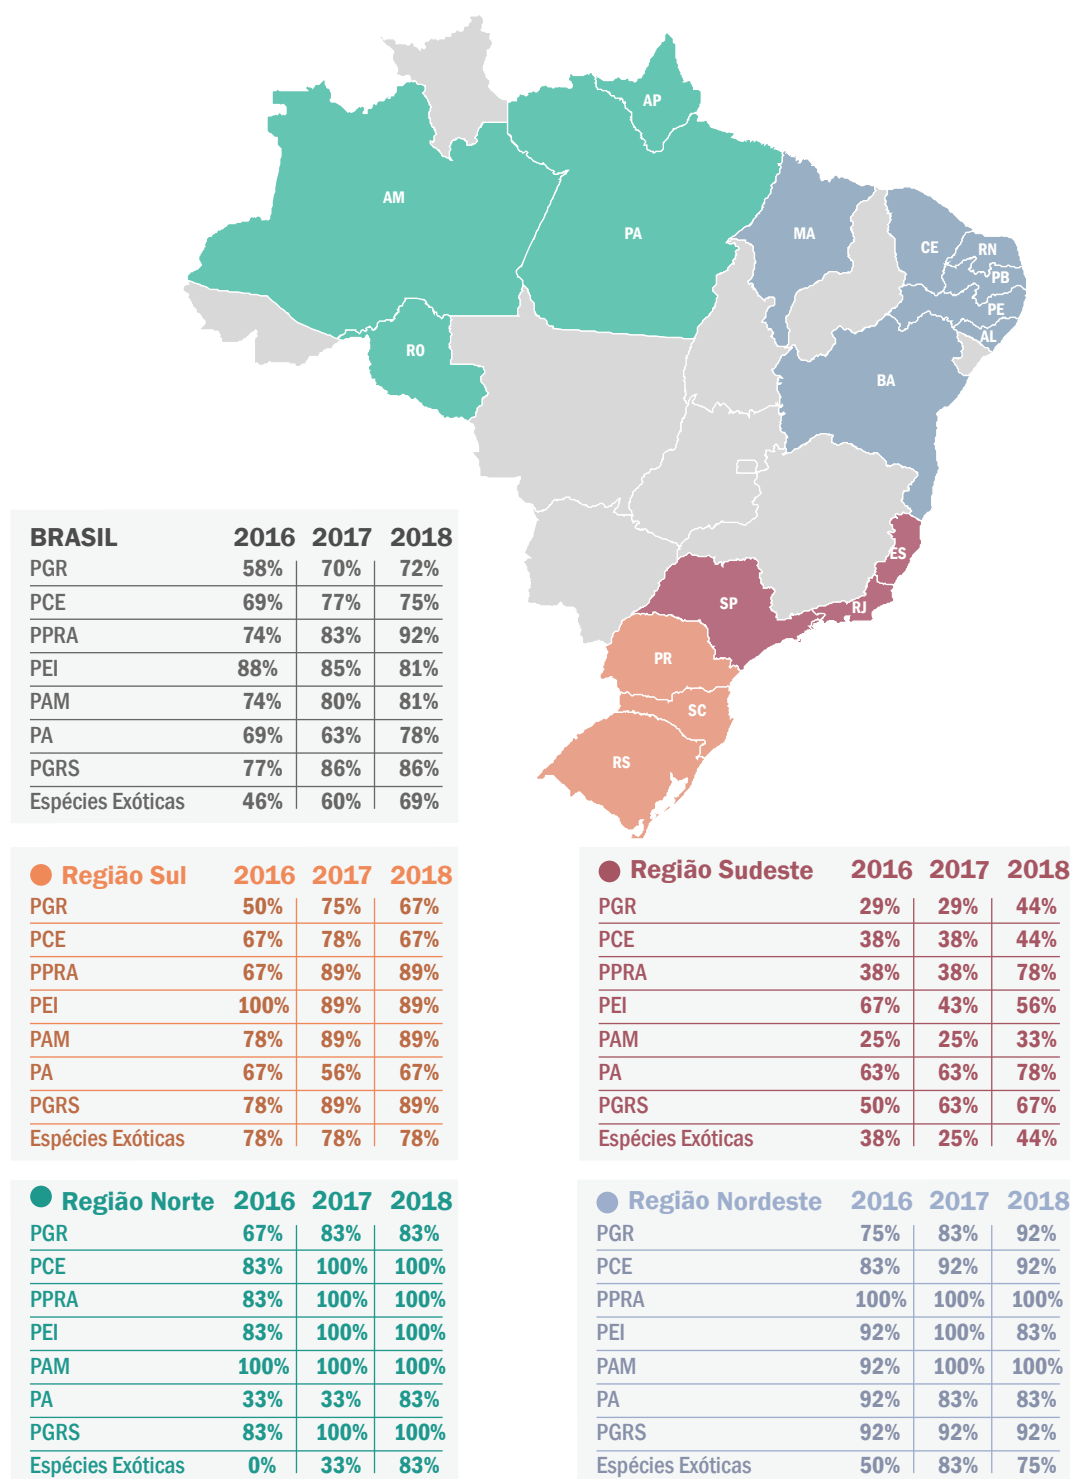 AP
AM
PA
MA
CE
RN
PB
PE
AL
RO
BA
ES
SP
RJ
PR
SC
RS
BRASIL 2016 2017 2018
PGR 58% 70% 72%
PCE 69% 77% 75%
PPRA 74% 83% 92%
PEI 88% 85% 81%
PAM 74% 80% 81%
PA 69% 63% 78%
PGRS 77% 86% 86%
Espécies Exóticas 46% 60% 69%
Região Sul 2016 2017 2018
PGR 50% 75% 67%
PCE 67% 78% 67%
PPRA 67% 89% 89%
PEI 100% 89% 89%
PAM 78% 89% 89%
PA 67% 56% 67%
PGRS 78% 89% 89%
Espécies Exóticas 78% 78% 78%
Região Sudeste 2016 2017 2018
PGR 29% 29% 44%
PCE 38% 38% 44%
PPRA 38% 38% 78%
PEI 67% 43% 56%
PAM 25% 25% 33%
PA 63% 63% 78%
PGRS 50% 63% 67%
Espécies Exóticas 38% 25% 44%
Região Norte 2016 2017 2018
PGR 67% 83% 83%
PCE 83% 100% 100%
PPRA 83% 100% 100%
PEI 83% 100% 100%
PAM 100% 100% 100%
PA 33% 33% 83%
PGRS 83% 100% 100%
Espécies Exóticas 0% 33% 83%
Região Nordeste 2016 2017 2018
PGR 75% 83% 92%
PCE 83% 92% 92%
PPRA 100% 100% 100%
PEI 92% 100% 83%
PAM 92% 100% 100%
PA 92% 83% 83%
PGRS 92% 92% 92%
Espécies Exóticas 50% 83% 75%